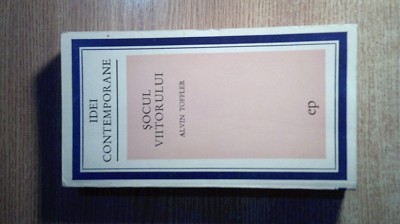 IDEI
CONTEMPORANE
ȘOCUL
VIITORULUI
ALVIN TOFFLER
ep